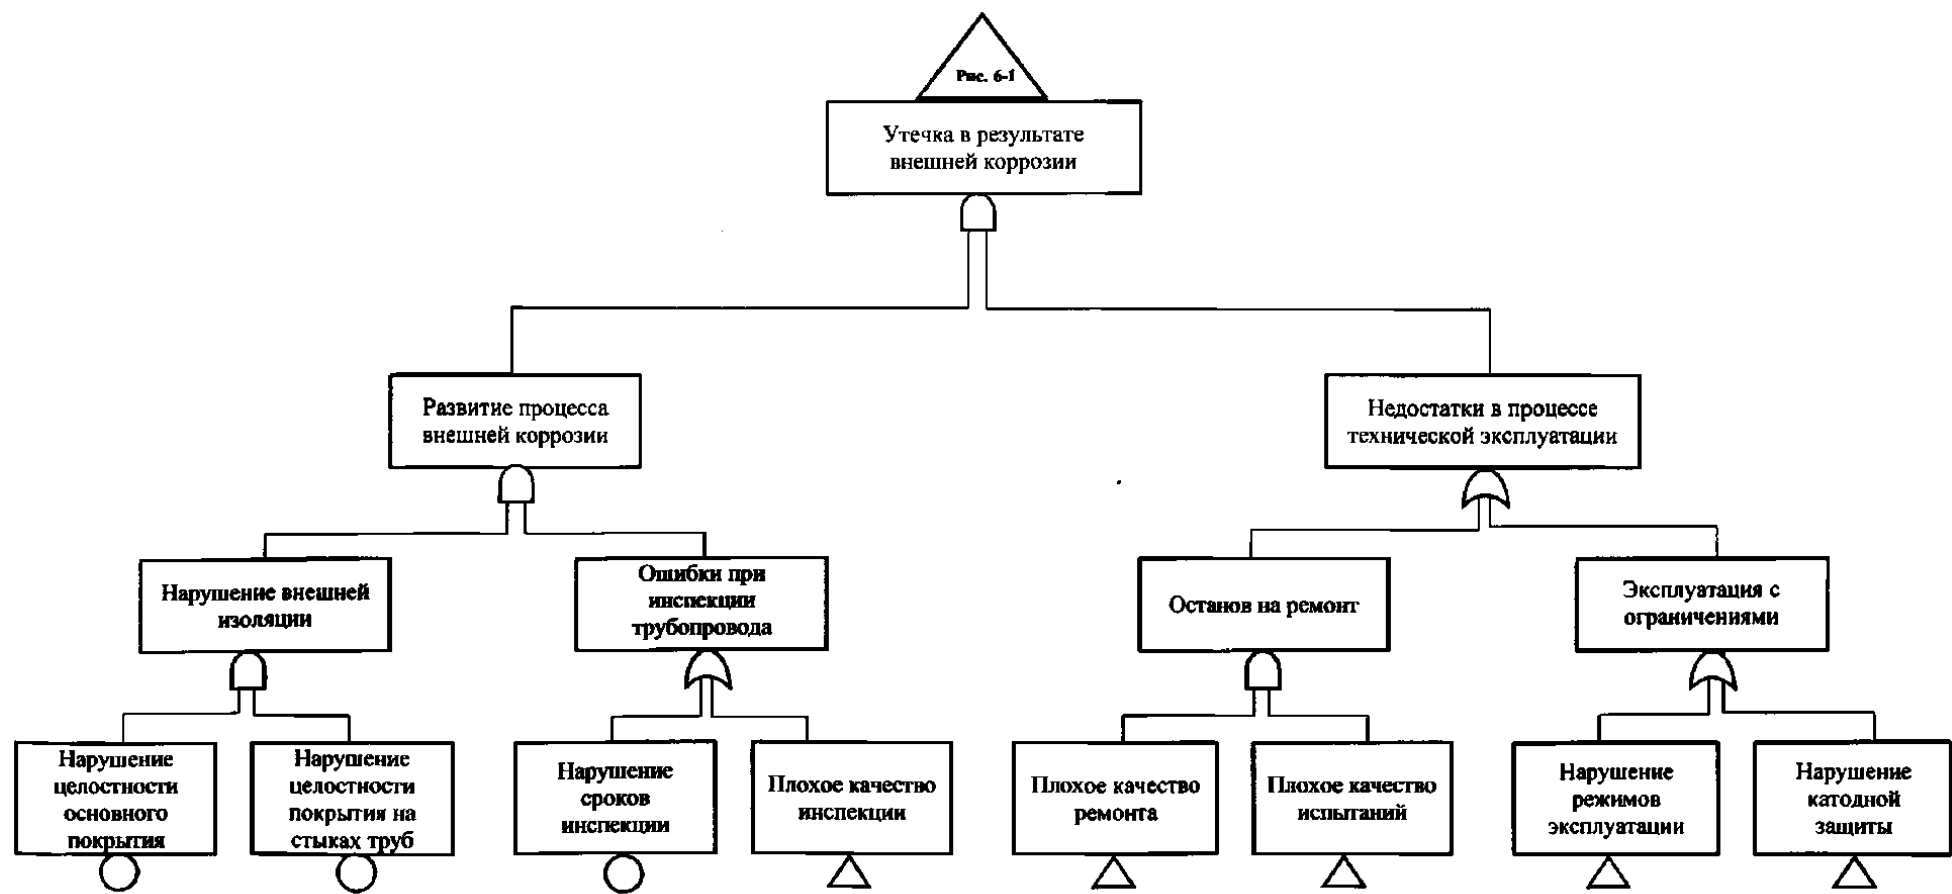 Рис. 6-1
Утечка в результате
внешней коррозии
Развитие процесса
внешней коррозии
Недостатки в процессе
технической эксплуатации
Нарушение внешней
изоляции
Ошибки при
инспекции
трубопровода
Останов на ремонт
Эксплуатация с
ограничениями
Нарушение
целостности
основного
покрытия
Нарушение
целостности
покрытия на
стыках труб
Нарушение
сроков
инспекции
Плохое качество
инспекции
Плохое качество
ремонта
Плохое качество
испытаний
Нарушение
режимов
эксплуатации
Нарушение
катодной
защиты